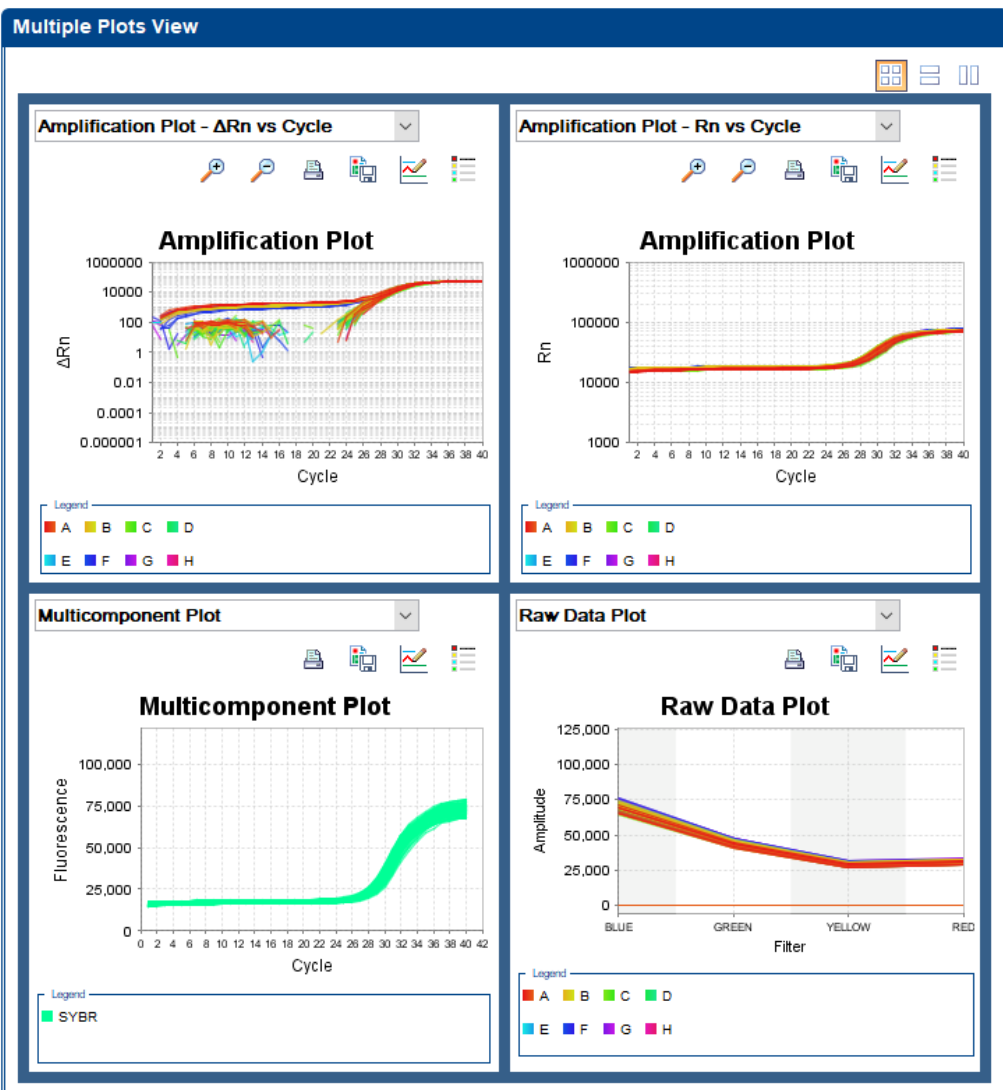 Multiple Plots View
Amplification Plot - ΔRn vs Cycle
Amplification Plot
1000000
10000
100
1
0.01
0.0001
0.000001
ΔRn
2 4 6 8 10 12 14 16 18 20 22 24 26 28 30 32 34 36 38 40
Cycle
Legend
A B C D
E F G H
Amplification Plot - Rn vs Cycle
Amplification Plot
1000000
100000
10000
1000
Rn
2 4 6 8 10 12 14 16 18 20 22 24 26 28 30 32 34 36 38 40
Cycle
Legend
A B C D
E F G H
Multicomponent Plot
Multicomponent Plot
100,000
75,000
50,000
25,000
0
Fluorescence
0 2 4 6 8 10 12 14 16 18 20 22 24 26 28 30 32 34 36 38 40 42
Cycle
Legend
SYBR
Raw Data Plot
Raw Data Plot
125,000
100,000
75,000
50,000
25,000
0
Amplitude
BLUE GREEN YELLOW RED
Filter
Legend
A B C D
E F G H